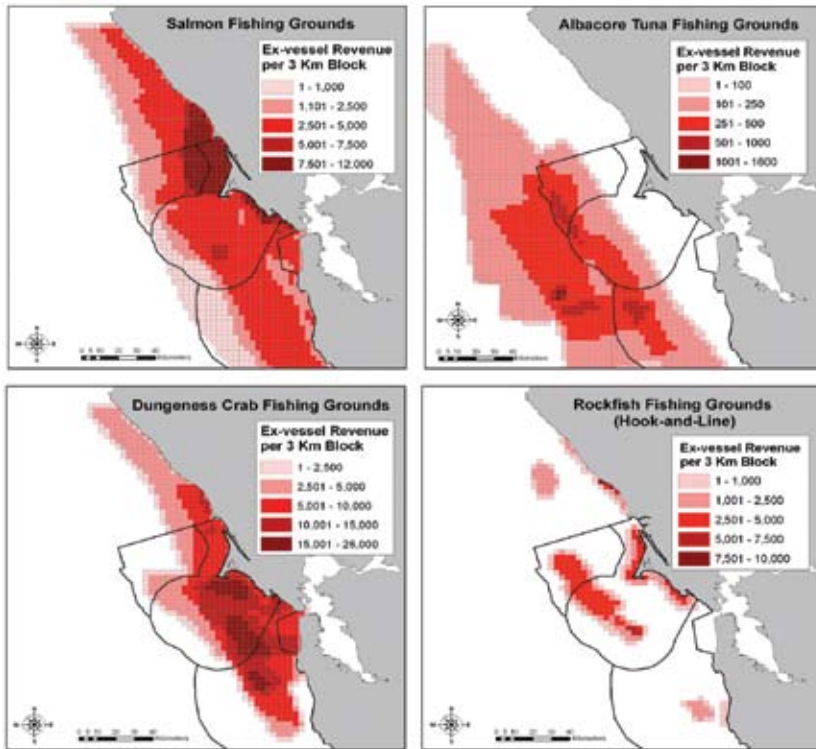 Salmon Fishing Grounds
Ex-vessel Revenue
per 3 Km Block
1 - 1,000
1,101 - 2,500
2,501 - 5,000
5,001 - 7,500
7,501 - 12,000
Kilometers
Albacore Tuna Fishing Grounds
Ex-vessel Revenue
per 3 Km Block
1 - 100
101 - 250
251 - 500
501 - 1000
1001 - 1600
Kilometers
Dungeness Crab Fishing Grounds
Ex-vessel Revenue
per 3 Km Block
1 - 2,500
2,501 - 5,000
5,001 - 10,000
10,001 - 15,000
15,001 - 26,000
Kilometers
Rockfish Fishing Grounds
(Hook-and-Line)
Ex-vessel Revenue
per 3 Km Block
1 - 1,000
1,001 - 2,500
2,501 - 5,000
5,001 - 7,500
7,501 - 10,000
Kilometers